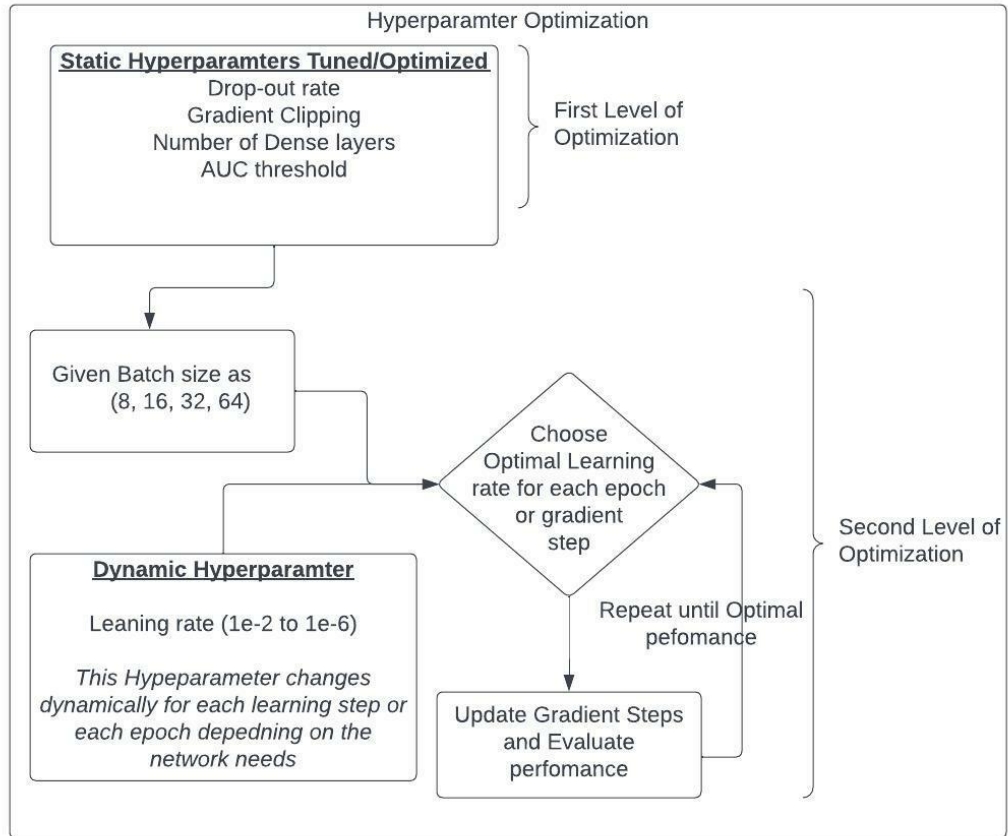 Hyperparamter Optimization
Static Hyperparamters Tuned/Optimized
Drop-out rate
Gradient Clipping
Number of Dense layers
AUC threshold
First Level of
Optimization
Given Batch size as
(8, 16, 32, 64)
Choose
Optimal Learning
rate for each epoch
or gradient
step
Second Level of
Optimization
Dynamic Hyperparamter
Leaning rate (1e-2 to 1e-6)
This Hypeparameter changes
dynamically for each learning step or
each epoch depedning on the
network needs
Repeat until Optimal
pefomance
Update Gradient Steps
and Evaluate
perfomance